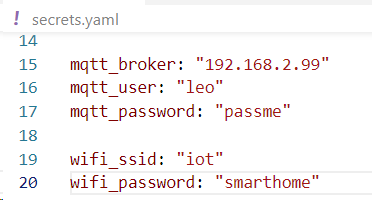 ! secrets.yaml
14
15 mqtt_broker: "192.168.2.99"
16 mqtt_user: "leo"
17 mqtt_password: "passme"
18
19 wifi_ssid: "iot"
20 wifi_password: "smarthome"